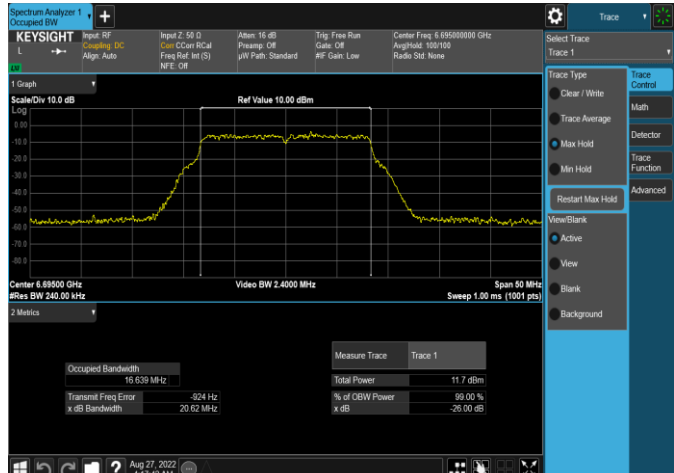 Spectrum Analyzer 1
Occupied BW
Trace
KEYSIGHT
L
Input: RF
Coupling: DC
Align: Auto
Input Z: 50 Ω
Corr CCorr RCal
Freq Ref: Int (S)
NFE: Off
Atten: 16 dB
Preamp: Off
µW Path: Standard
Trig: Free Run
Gate: Off
#IF Gain: Low
Center Freq: 6.695000000 GHz
Avg|Hold: 100/100
Radio Std: None
Select Trace
Trace 1
Trace Type
Clear / Write
Trace Average
Max Hold
Min Hold
Restart Max Hold
View/Blank
Active
View
Blank
Background
Trace
Control
Math
Detector
Trace
Function
Advanced
1 Graph
Scale/Div 10.0 dB
Ref Value 10.00 dBm
Log
0.00
-10.0
-20.0
-30.0
-40.0
-50.0
-60.0
-70.0
-80.0
Center 6.69500 GHz
#Res BW 240.00 kHz
Video BW 2.4000 MHz
Span 50 MHz
Sweep 1.00 ms (1001 pts)
2 Metrics
Occupied Bandwidth
16.639 MHz
Transmit Freq Error -924 Hz
x dB Bandwidth 20.62 MHz
Measure Trace Trace 1
Total Power 11.7 dBm
% of OBW Power 99.00 %
x dB -26.00 dB
?
Aug 27, 2022